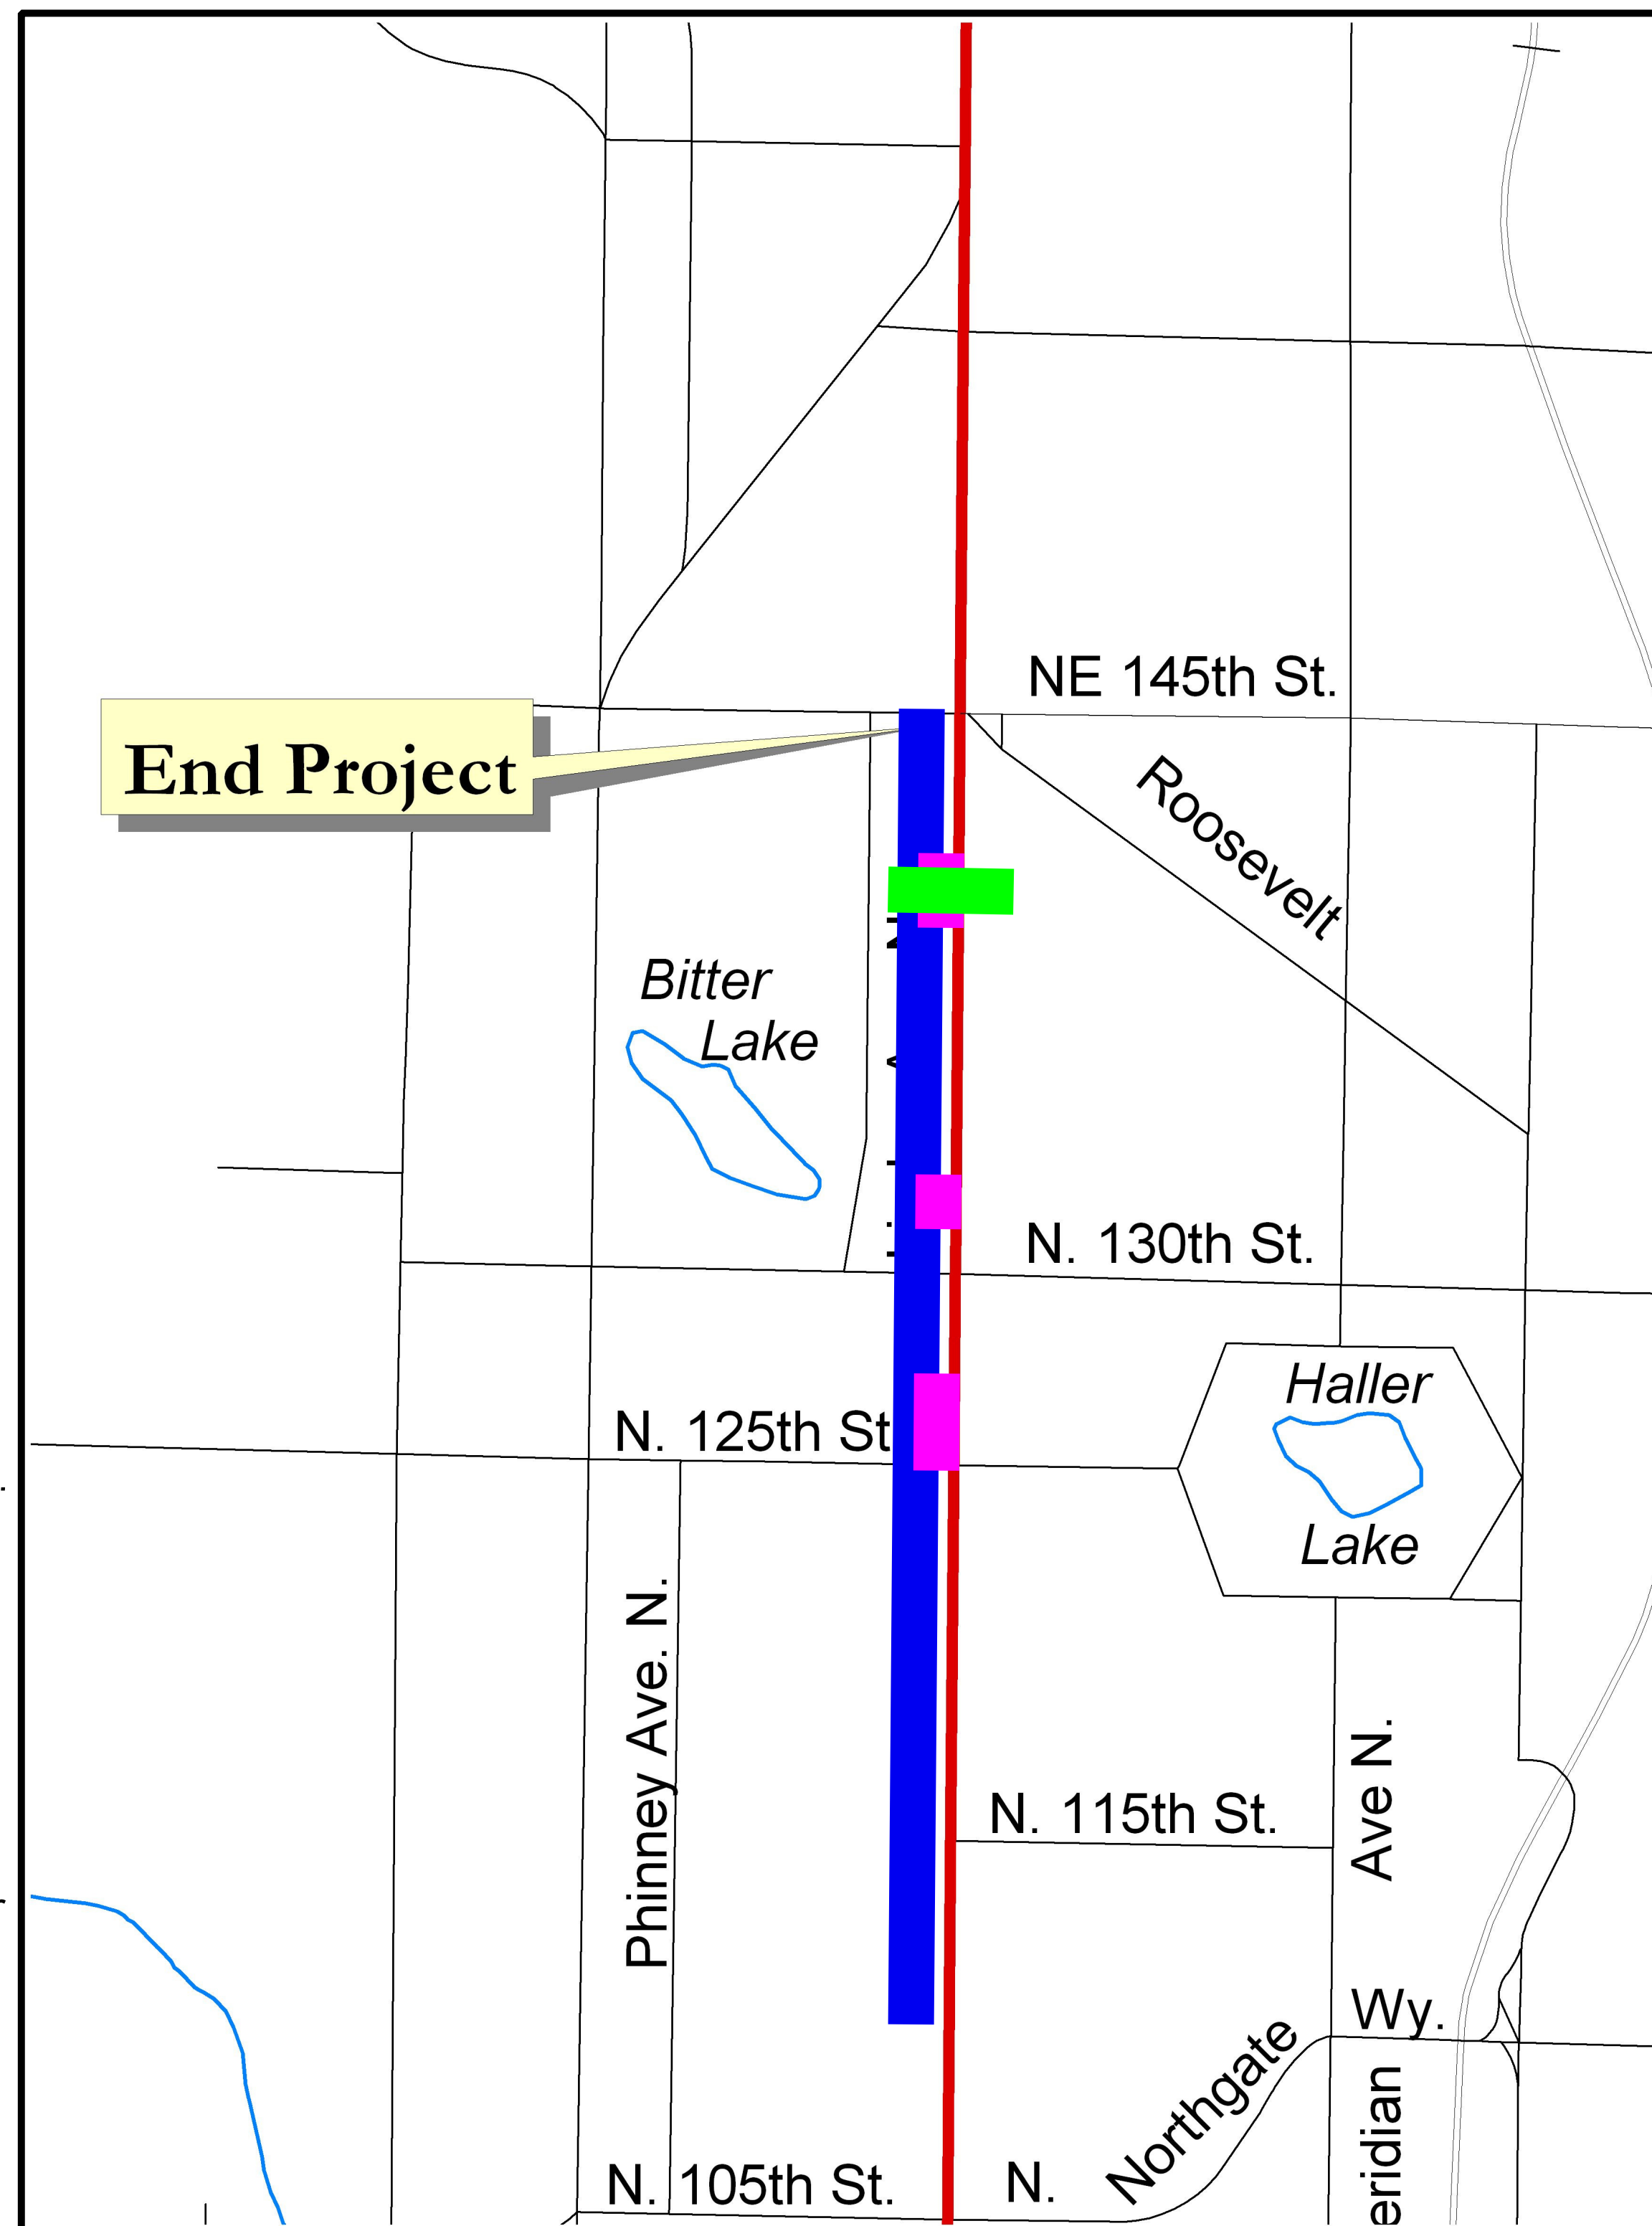 NE 145th St.
End Project
Roosevelt
Bitter
Lake
N. 130th St.
Haller
N. 125th St
Lake
Phinney Ave. N.
N. 115th St.
Ave N.
Wy.
Northgate
N. 105th St.
N.
eridian